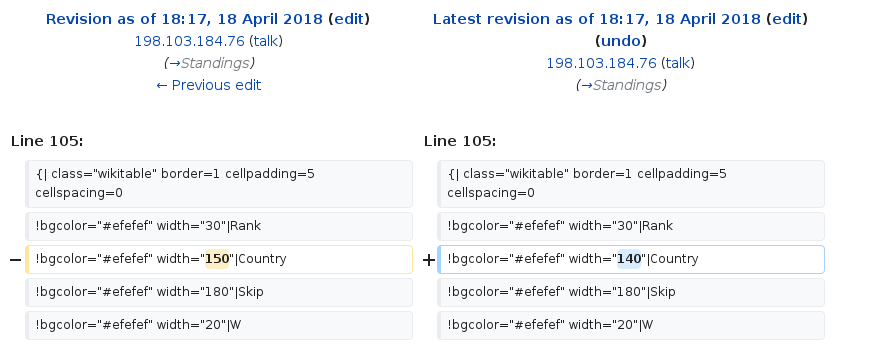 Revision as of 18:17, 18 April 2018 (edit)
198.103.184.76 (talk)
(→Standings)
← Previous edit
Latest revision as of 18:17, 18 April 2018 (edit)
(undo)
198.103.184.76 (talk)
(→Standings)
Line 105:
{| class="wikitable" border=1 cellpadding=5
cellspacing=0
!bgcolor="#efefef" width="30"|Rank
− !bgcolor="#efefef" width="150"|Country
!bgcolor="#efefef" width="180"|Skip
!bgcolor="#efefef" width="20"|W
Line 105:
{| class="wikitable" border=1 cellpadding=5
cellspacing=0
!bgcolor="#efefef" width="30"|Rank
+ !bgcolor="#efefef" width="140"|Country
!bgcolor="#efefef" width="180"|Skip
!bgcolor="#efefef" width="20"|W